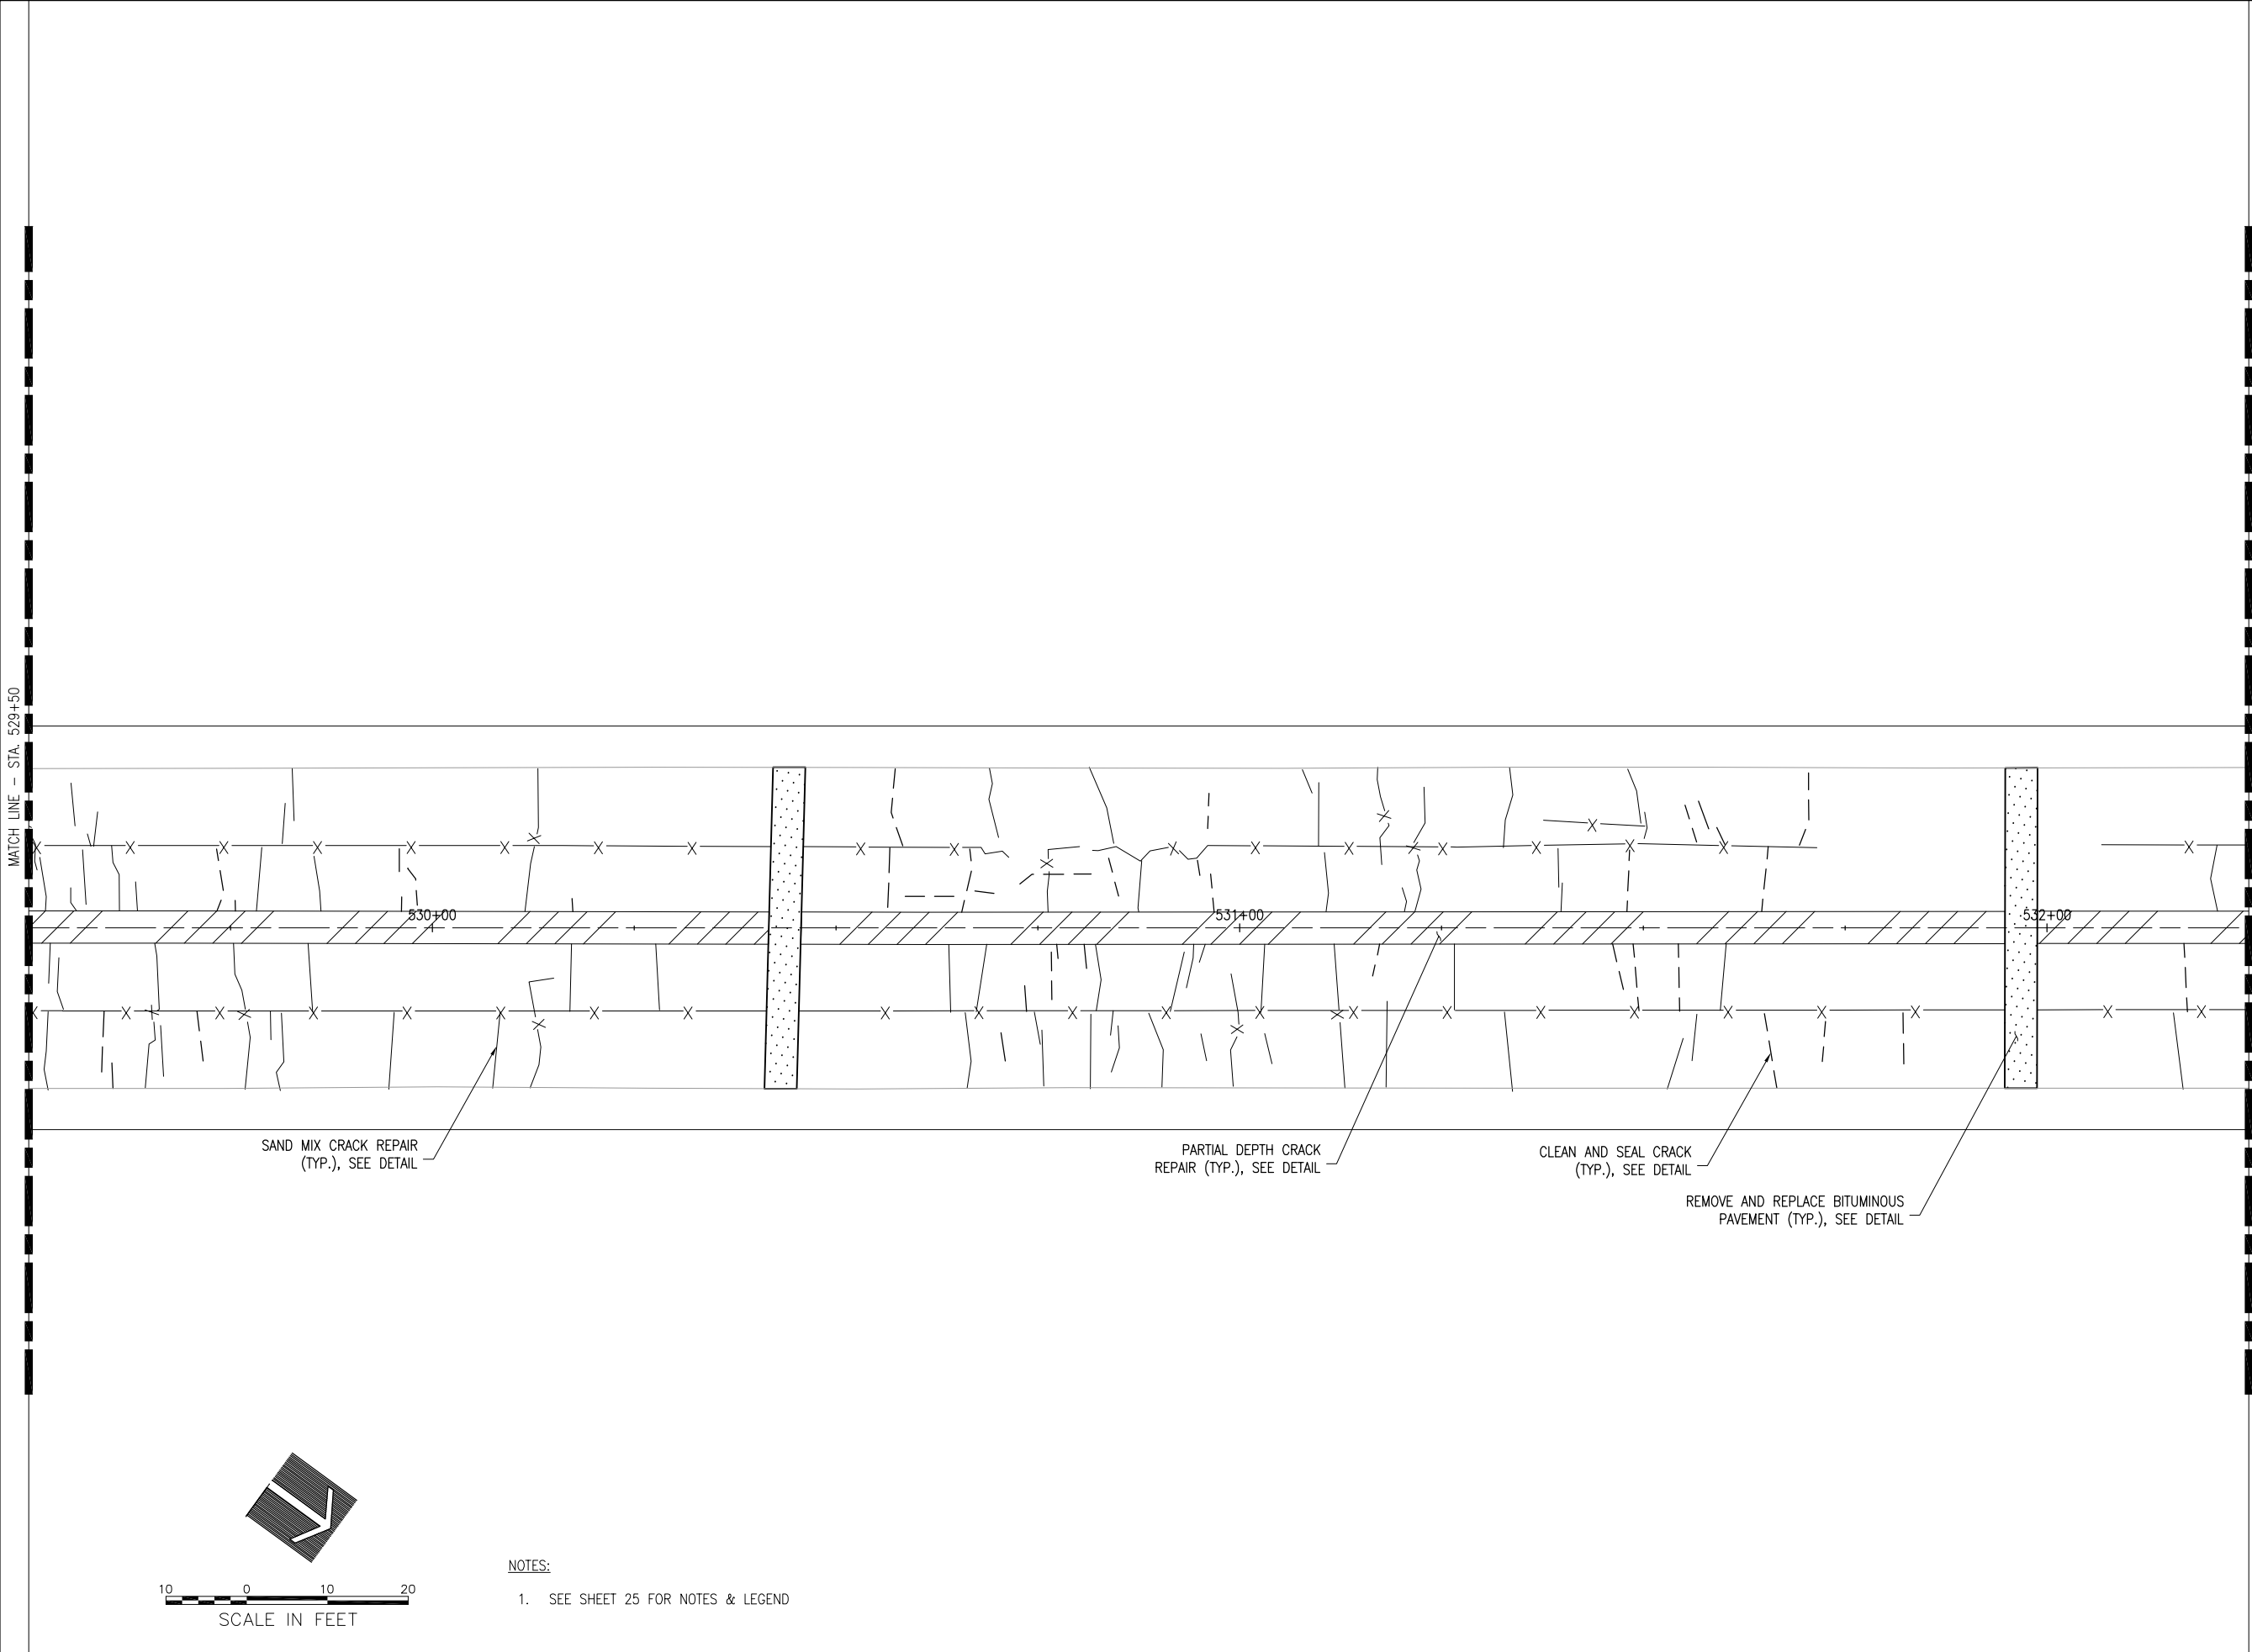 MATCH LINE - STA. 529+50
530+00
531+00
532+00
SAND MIX CRACK REPAIR
(TYP.), SEE DETAIL
PARTIAL DEPTH CRACK
REPAIR (TYP.), SEE DETAIL
CLEAN AND SEAL CRACK
(TYP.), SEE DETAIL
REMOVE AND REPLACE BITUMINOUS
PAVEMENT (TYP.), SEE DETAIL
10 0 10 20
SCALE IN FEET
NOTES:
1. SEE SHEET 25 FOR NOTES & LEGEND